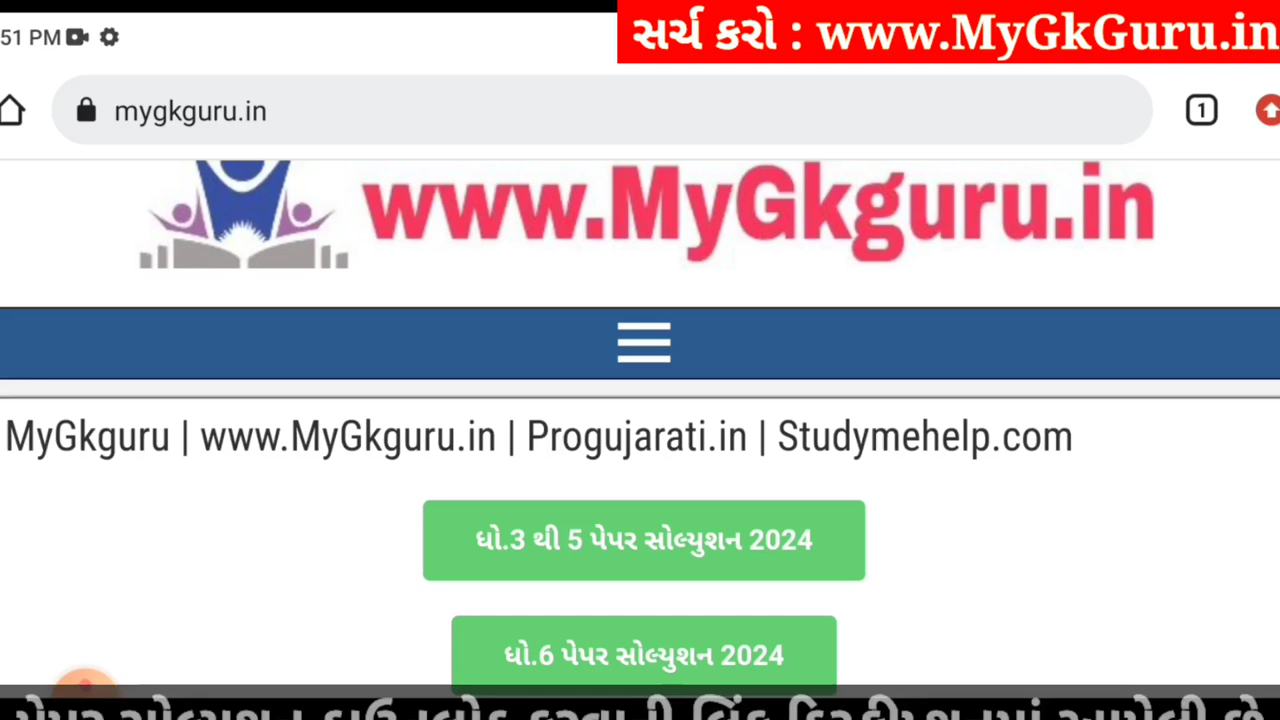 51 PM
સર્ચ કરો : www.MyGkGuru.in
mygkguru.in
1
www.MyGkguru.in
MyGkguru | www.MyGkguru.in | Progujarati.in | Studymehelp.com
ધો.3 થી 5 પેપર સોલ્યુશન 2024
ધો.6 પેપર સોલ્યુશન 2024